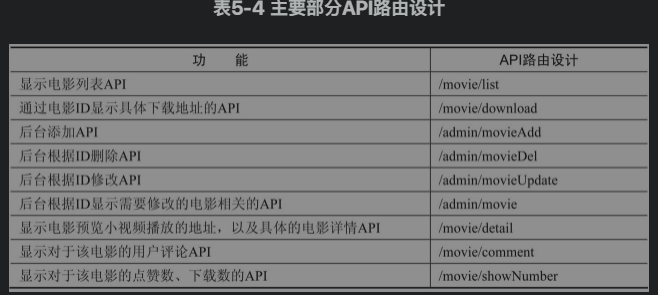 表5-4 主要部分API路由设计
功 能 API路由设计
显示电影列表API /movie/list
通过电影ID显示具体下载地址的API /movie/download
后台添加API /admin/movieAdd
后台根据ID删除API /admin/movieDel
后台根据ID修改API /admin/movieUpdate
后台根据ID显示需要修改的电影相关的API /admin/movie
显示电影预览小视频播放的地址，以及具体的电影详情API /movie/detail
显示对于该电影的用户评论API /movie/comment
显示对于该电影的点赞数、下载数的API /movie/showNumber